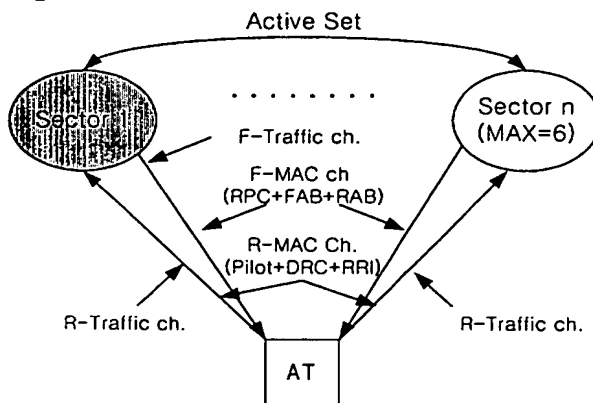 Active Set
Sector 1
. . . . . . . .
Sector n
(MAX=6)
F-Traffic ch.
F-MAC ch
(RPC+FAB+RAB)
R-MAC Ch.
(Pilot+DRC+RRI)
R-Traffic ch.
R-Traffic ch.
AT